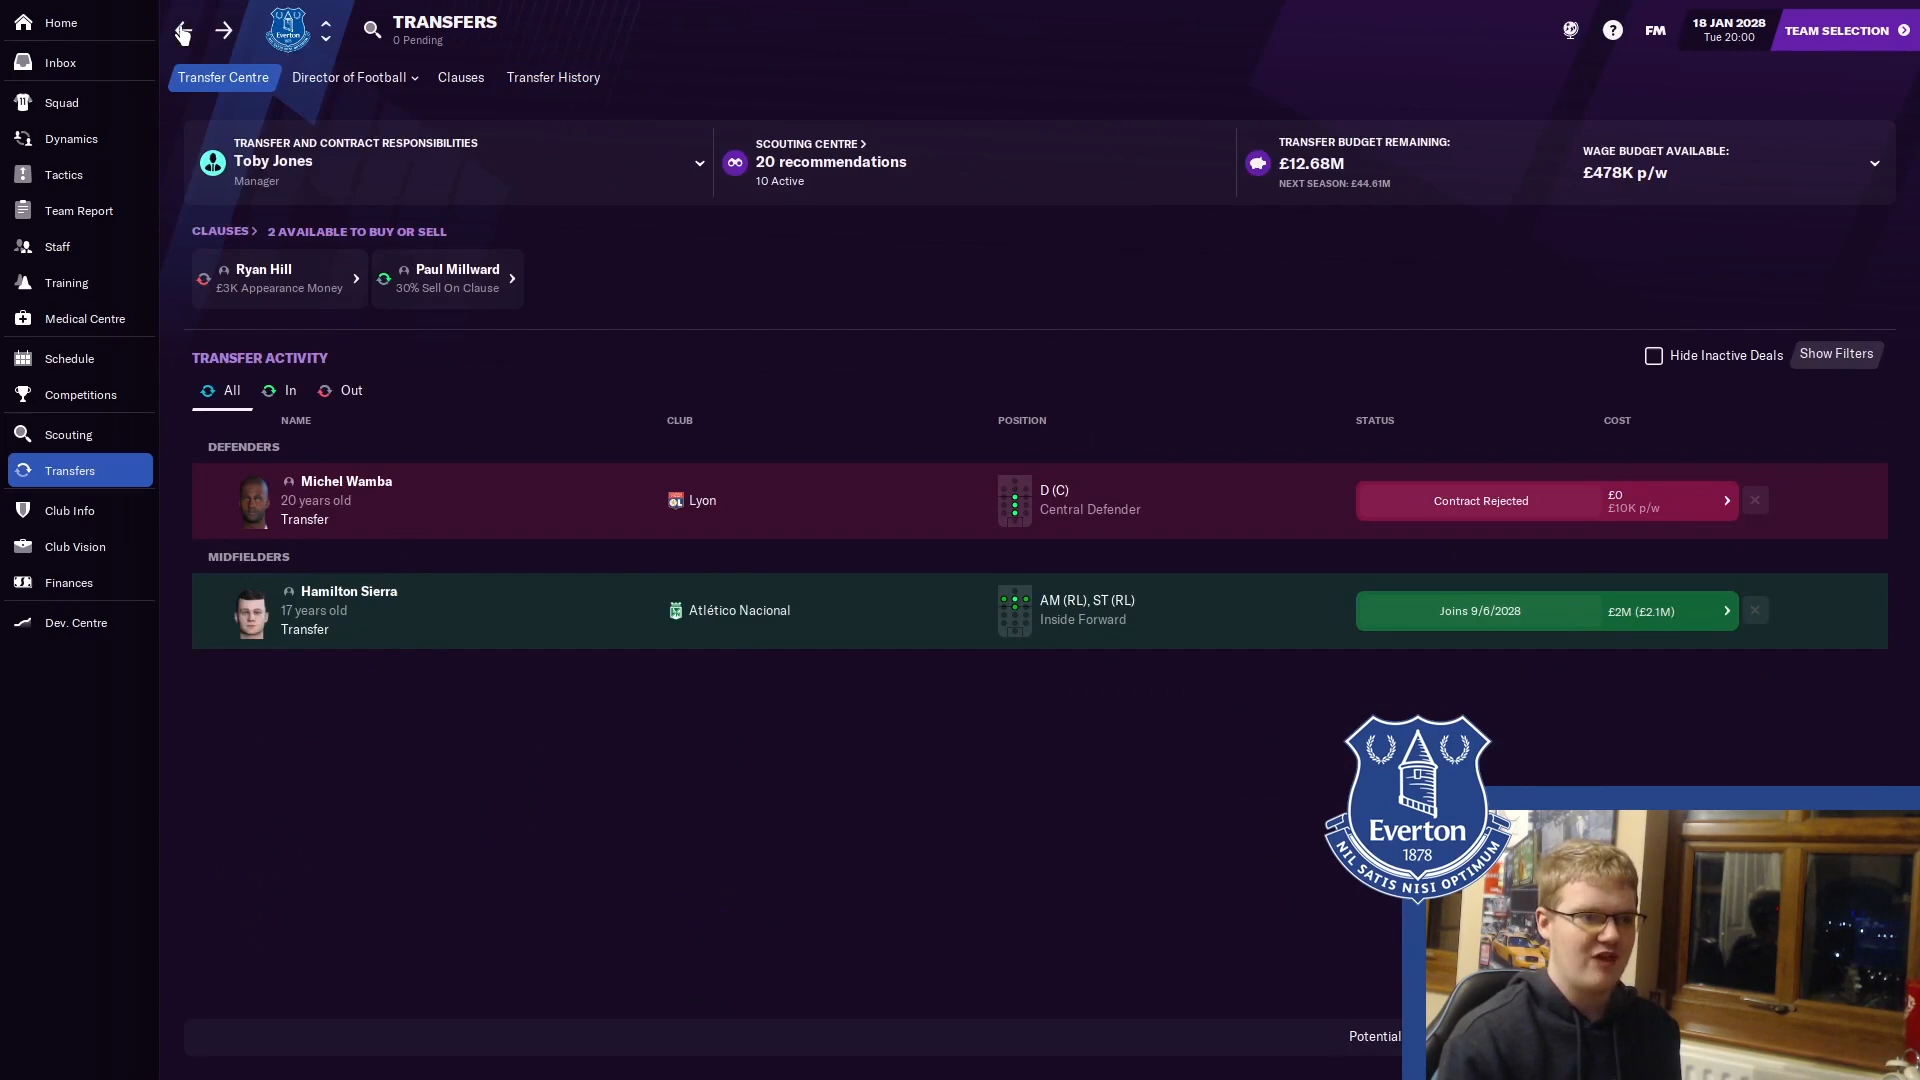 Home
Inbox
Squad
Dynamics
Tactics
Team Report
Staff
Training
Medical Centre
Schedule
Competitions
Scouting
Transfers
Club Info
Club Vision
Finances
Dev. Centre
Everton
TRANSFERS
0 Pending
FM
18 JAN 2028
Tue 20:00
TEAM SELECTION
Transfer Centre
Director of Football
Clauses
Transfer History
TRANSFER AND CONTRACT RESPONSIBILITIES
Toby Jones
Manager
SCOUTING CENTRE
20 recommendations
10 Active
TRANSFER BUDGET REMAINING:
£12.68M
NEXT SEASON: £44.61M
WAGE BUDGET AVAILABLE:
£478K p/w
CLAUSES 2 AVAILABLE TO BUY OR SELL
Ryan Hill
£3K Appearance Money
Paul Millward
30% Sell On Clause
TRANSFER ACTIVITY
Hide Inactive Deals
Show Filters
All In Out
NAME CLUB POSITION STATUS COST
DEFENDERS
Michel Wamba
20 years old
Transfer
OL
Lyon
D (C)
Central Defender
Contract Rejected
£0
£10K p/w
MIDFIELDERS
Hamilton Sierra
17 years old
Transfer
Atlético Nacional
AM (RL), ST (RL)
Inside Forward
Joins 9/6/2028
£2M (£2.1M)
Everton
1878
NIL SATIS NISI OPTIMUM
Potential